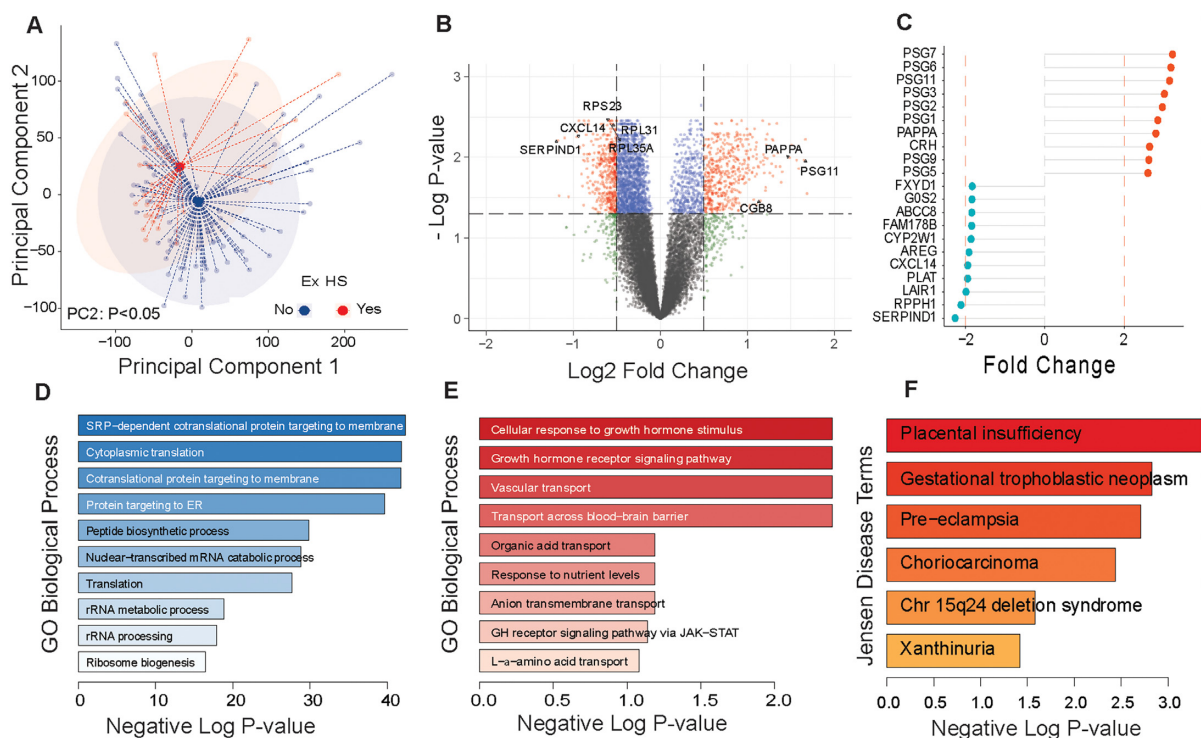 A
Principal Component 2
100
50
0
−50
−100
PC2: P<0.05
Ex HS
No
Yes
−100
0
100
200
Principal Component 1
B
- Log P-value
3
2
1
0
RPS23
CXCL14
RPL31
SERPIND1
RPL35A
PAPPA
PSG11
CGB8
−2
−1
0
1
2
Log2 Fold Change
C
PSG7
PSG6
PSG11
PSG3
PSG2
PSG1
PAPPA
CRH
PSG9
PSG5
FXYD1
G0S2
ABCC8
FAM178B
CYP2W1
AREG
CXCL14
PLAT
LAIR1
RPPH1
SERPIND1
−2
0
2
Fold Change
D
GO Biological Process
SRP−dependent cotranslational protein targeting to membrane
Cytoplasmic translation
Cotranslational protein targeting to membrane
Protein targeting to ER
Peptide biosynthetic process
Nuclear−transcribed mRNA catabolic process
Translation
rRNA metabolic process
rRNA processing
Ribosome biogenesis
0
10
20
30
40
Negative Log P-value
E
GO Biological Process
Cellular response to growth hormone stimulus
Growth hormone receptor signaling pathway
Vascular transport
Transport across blood−brain barrier
Organic acid transport
Response to nutrient levels
Anion transmembrane transport
GH receptor signaling pathway via JAK−STAT
L−a−amino acid transport
0.0
1.0
2.0
Negative Log P-value
F
Jensen Disease Terms
Placental insufficiency
Gestational trophoblastic neoplasm
Pre−eclampsia
Choriocarcinoma
Chr 15q24 deletion syndrome
Xanthinuria
0.0
0.5
1.0
1.5
2.0
2.5
3.0
Negative Log P-value